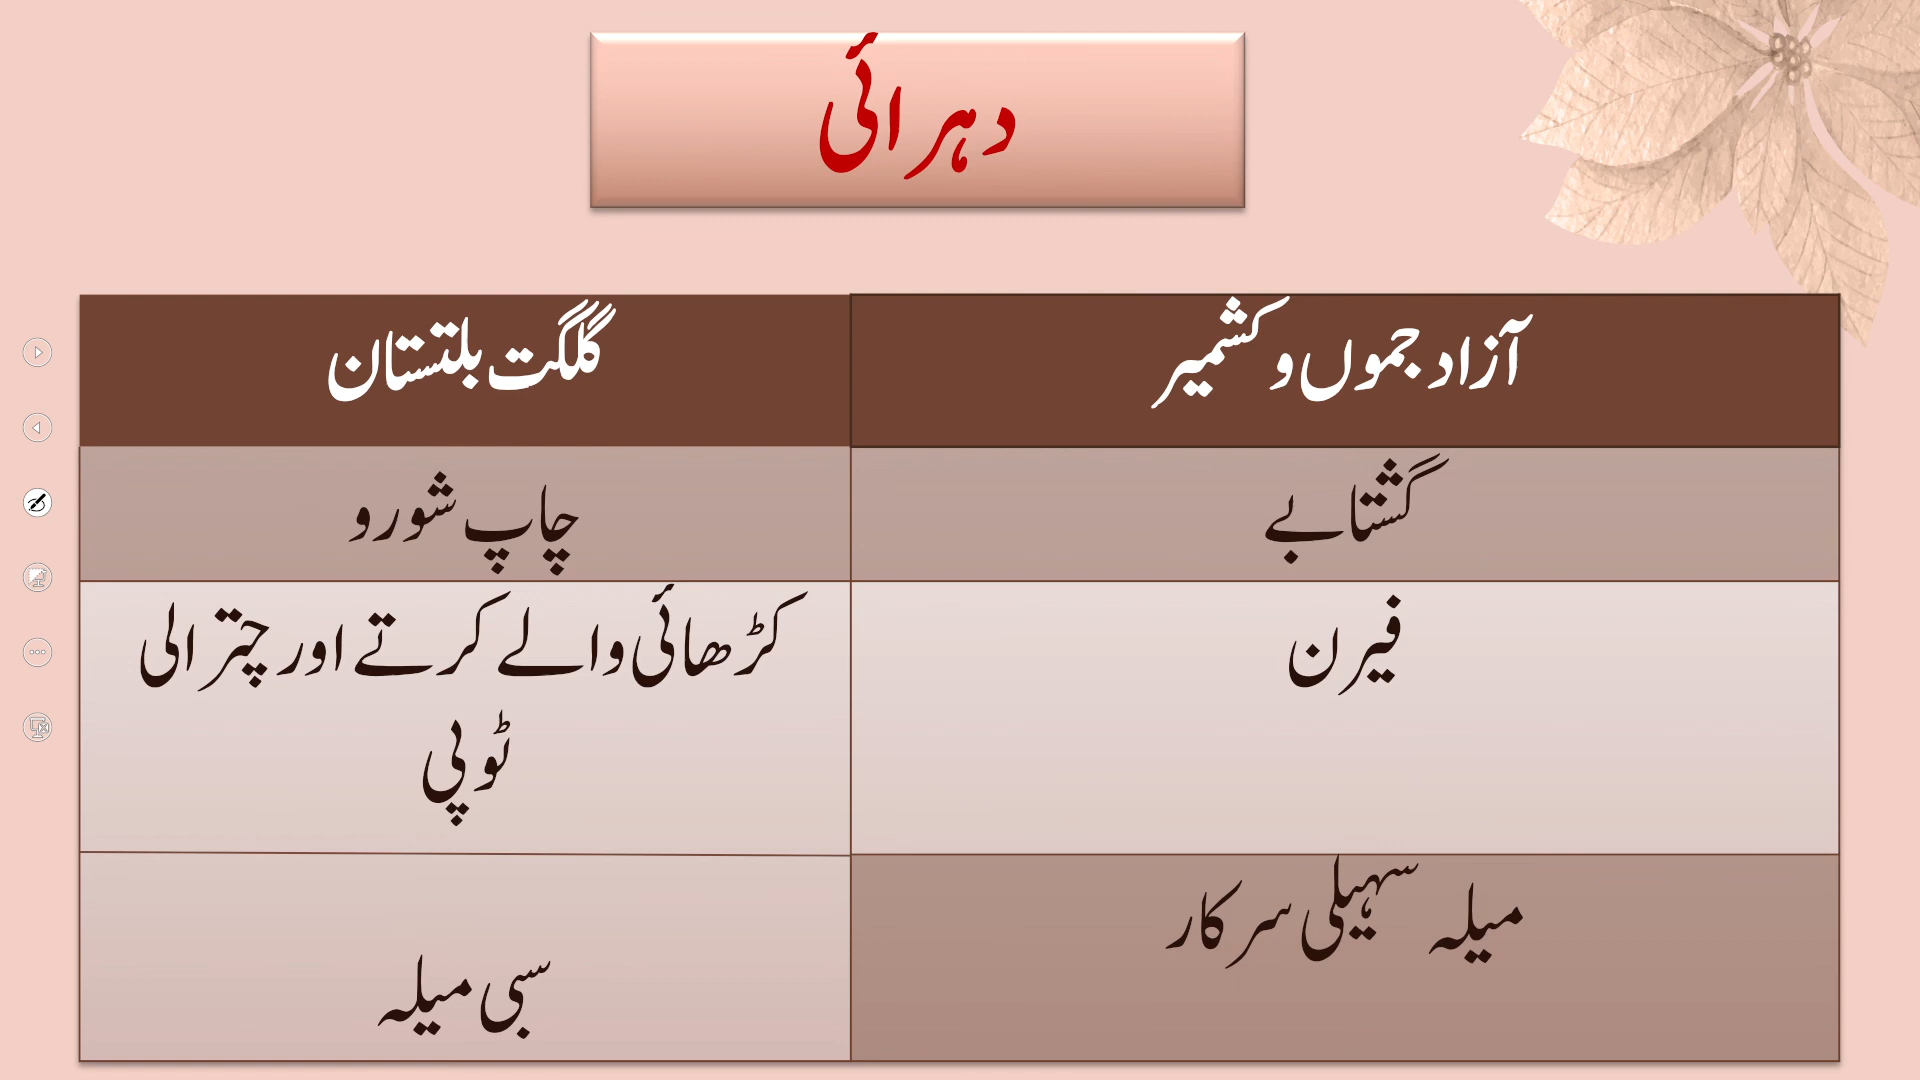 دہرائی
آزاد جموں و کشمیر
گلگت بلتستان
گشتابے
چاپ شورو
فیرن
کڑھائی والے کرتے اور چترالی
ٹوپی
میلہ سہیلی سرکار
سبی میلہ